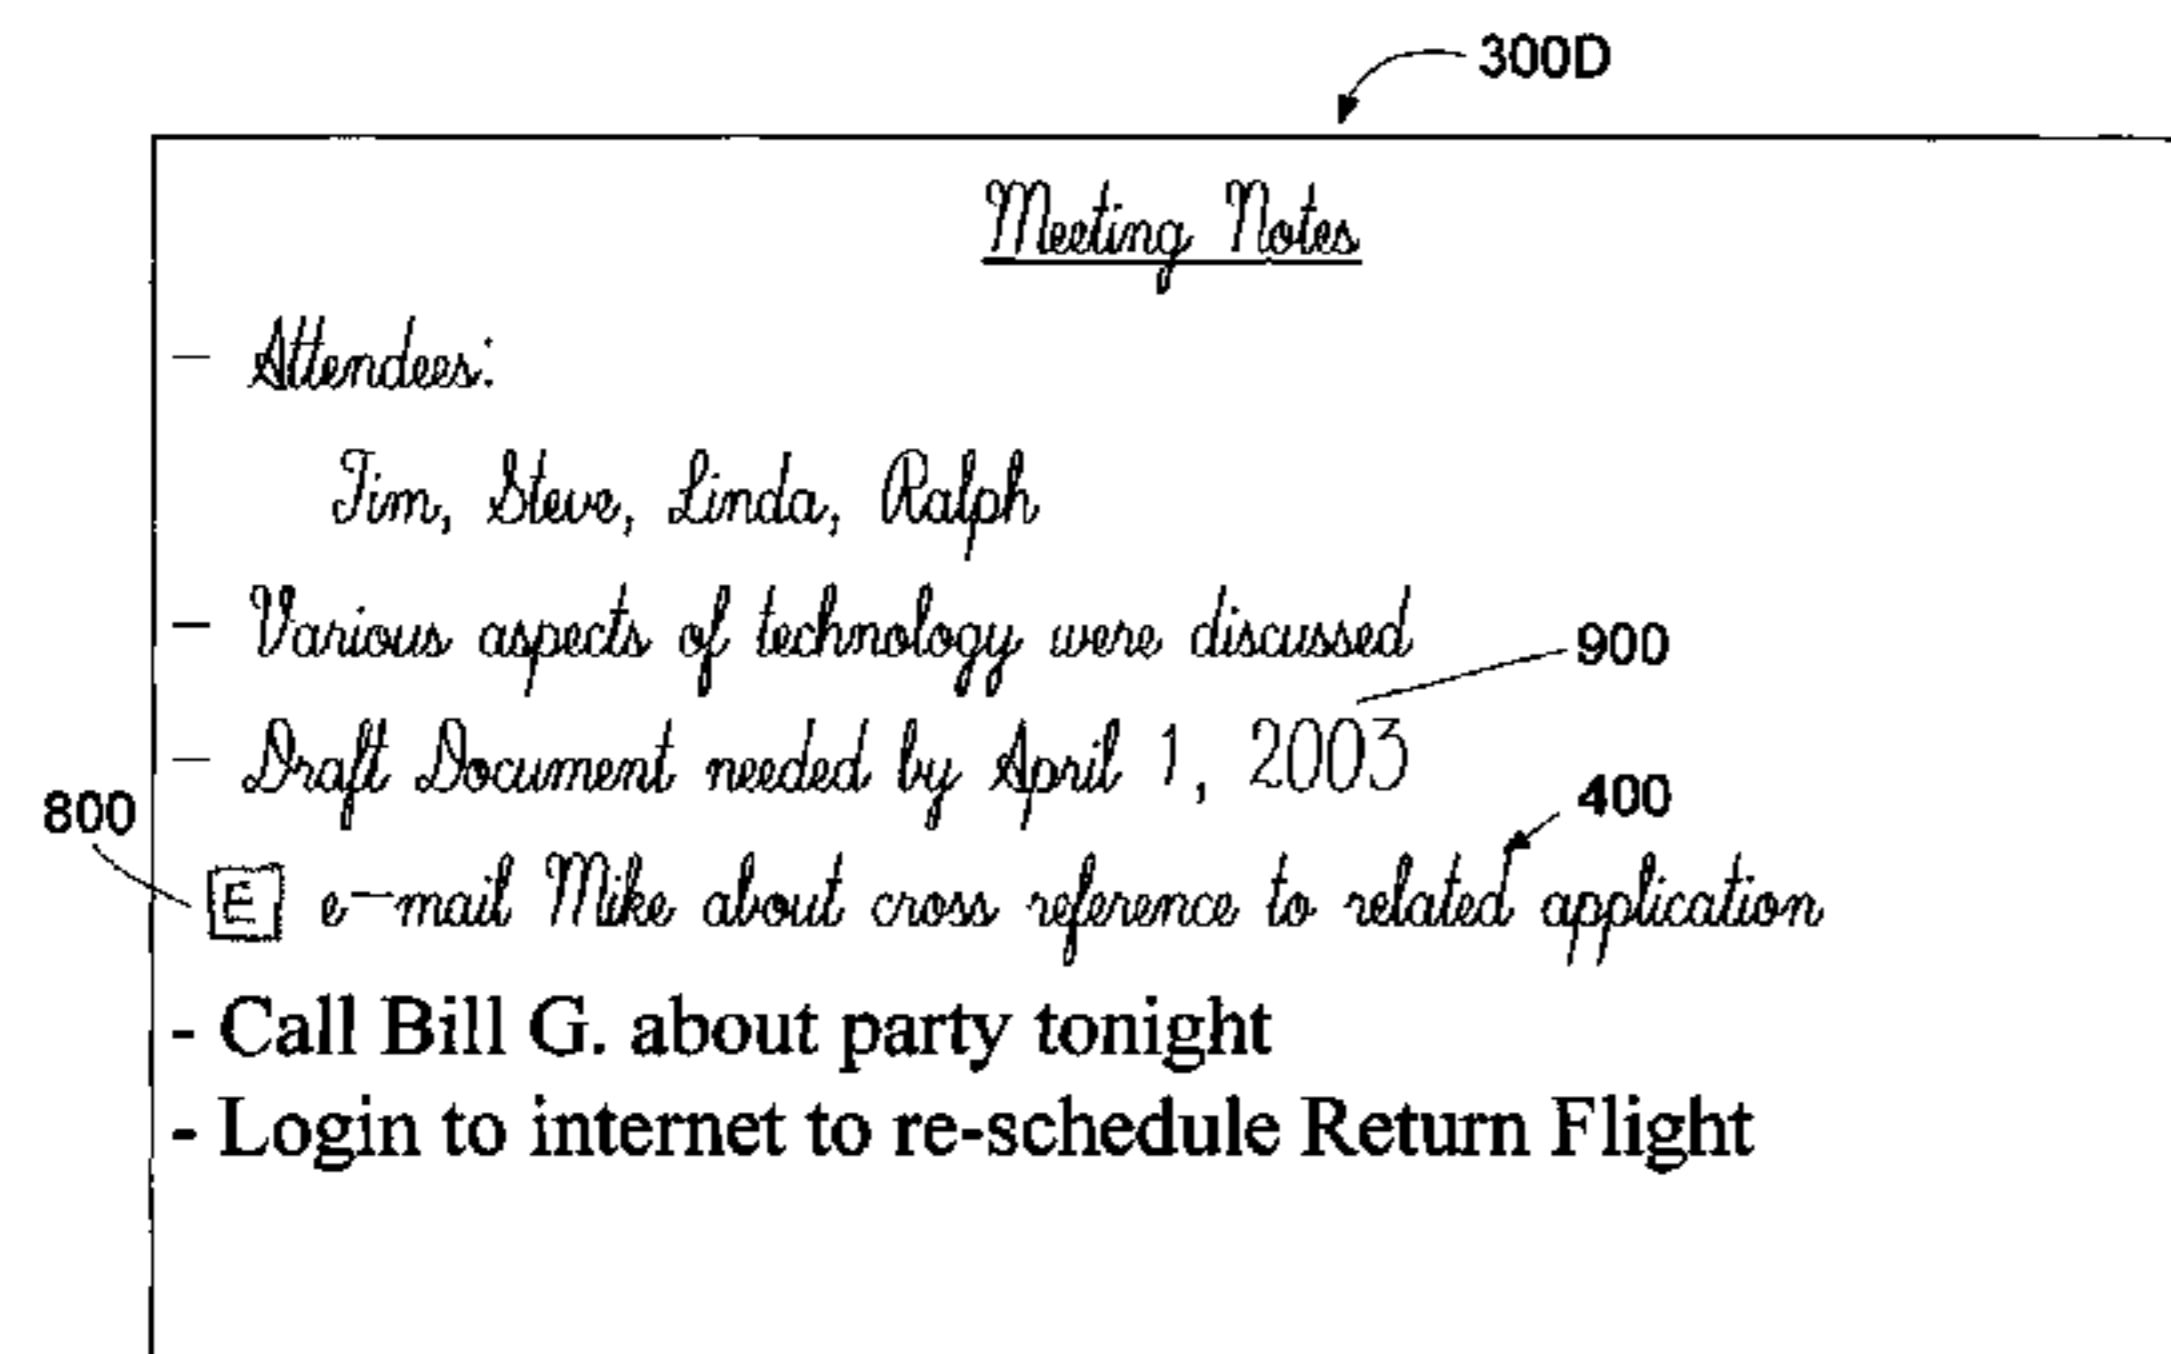 300D
Meeting Notes
— Attendees:
Jim, Steve, Linda, Ralph
— Various aspects of technology were discussed
900
— Draft Document needed by April 1, 2003
800
400
E e-mail Mike about cross reference to related application
- Call Bill G. about party tonight
- Login to internet to re-schedule Return Flight